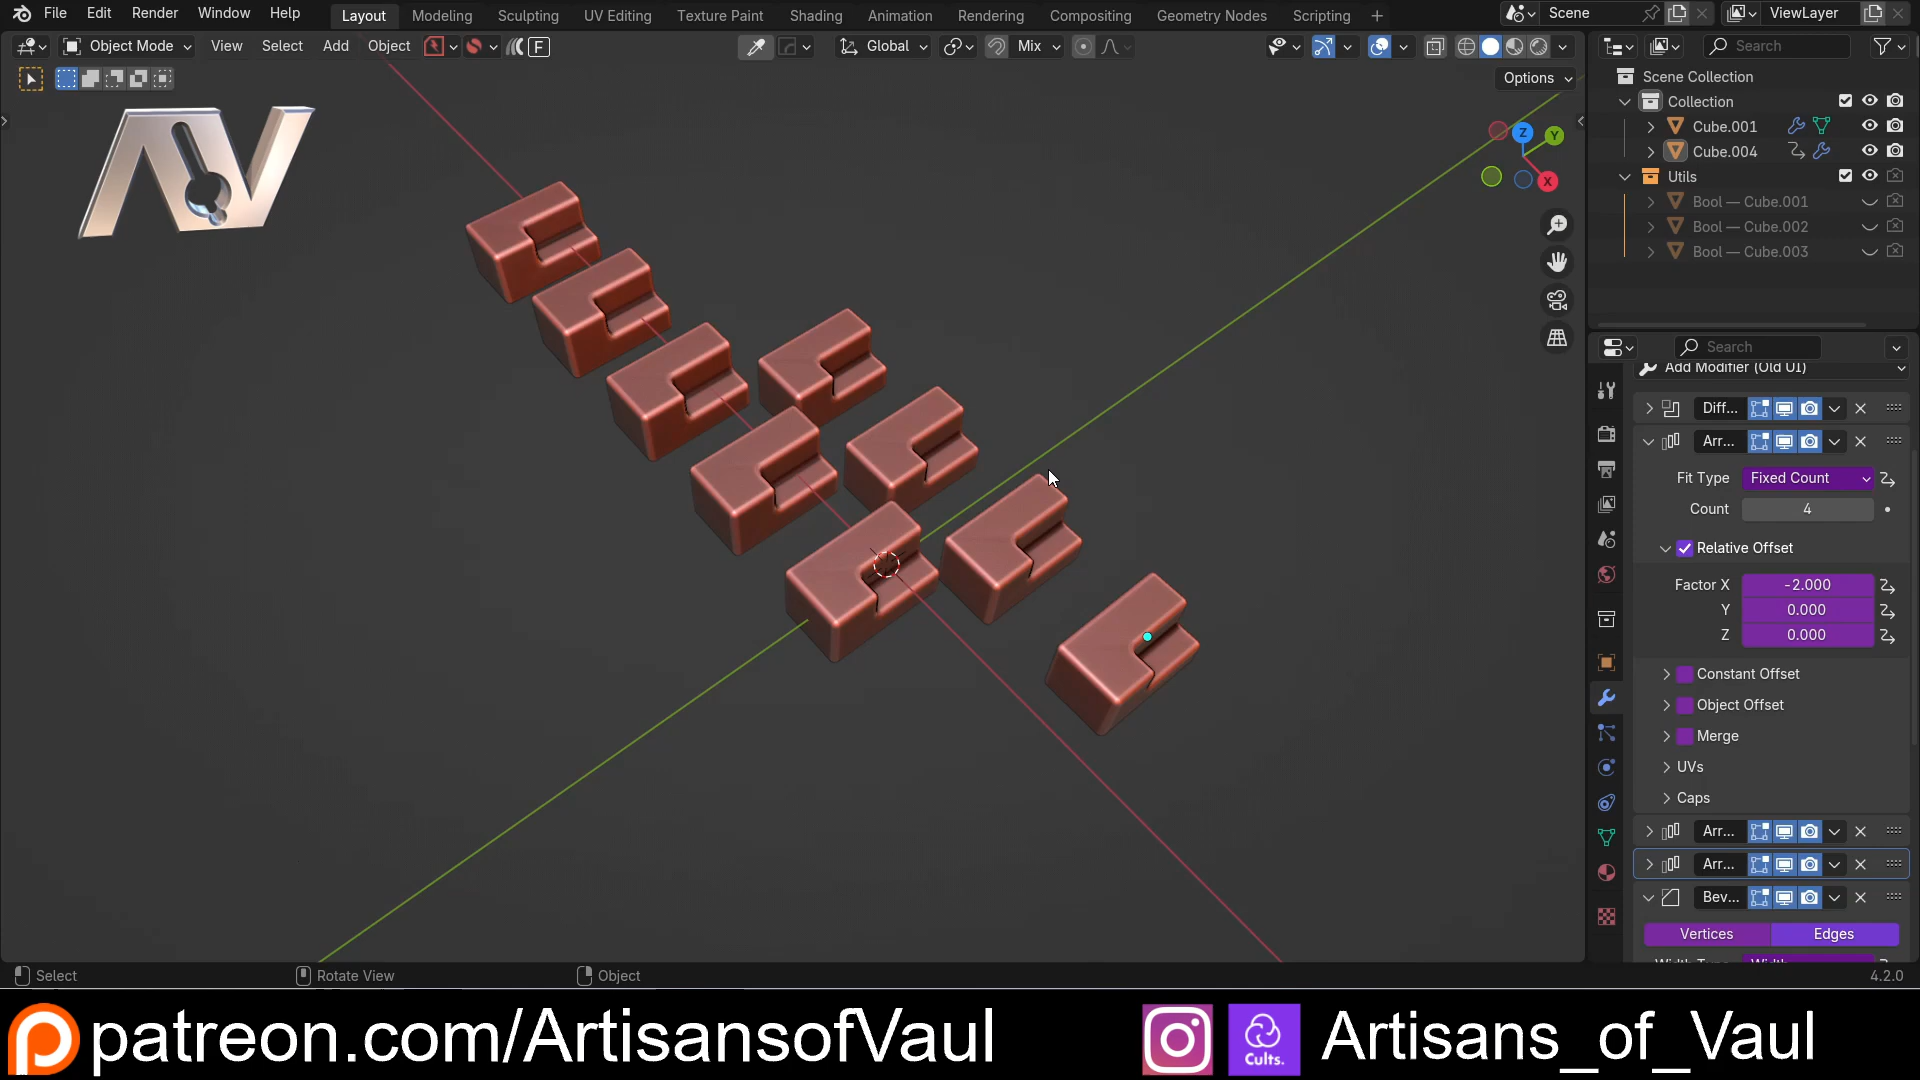 File Edit Render Window Help Layout Modeling Sculpting UV Editing Texture Paint Shading Animation Rendering Compositing Geometry Nodes Scripting + Scene ViewLayer
Object Mode View Select Add Object F Global Mix Search
Options
Scene Collection
Collection
Cube.001
Cube.004
Utils
Bool — Cube.001
Bool — Cube.002
Bool — Cube.003
Z Y X
AV
Search
Add Modifier (Old UI)
Diff...
Arr...
Fit Type Fixed Count
Count 4
Relative Offset
Factor X -2.000
Y 0.000
Z 0.000
Constant Offset
Object Offset
Merge
UVs
Caps
Arr...
Arr...
Bev...
Vertices Edges
Width Type Width
Select Rotate View Object 4.2.0
patreon.com/ArtisansofVaul Cults. Artisans_of_Vaul